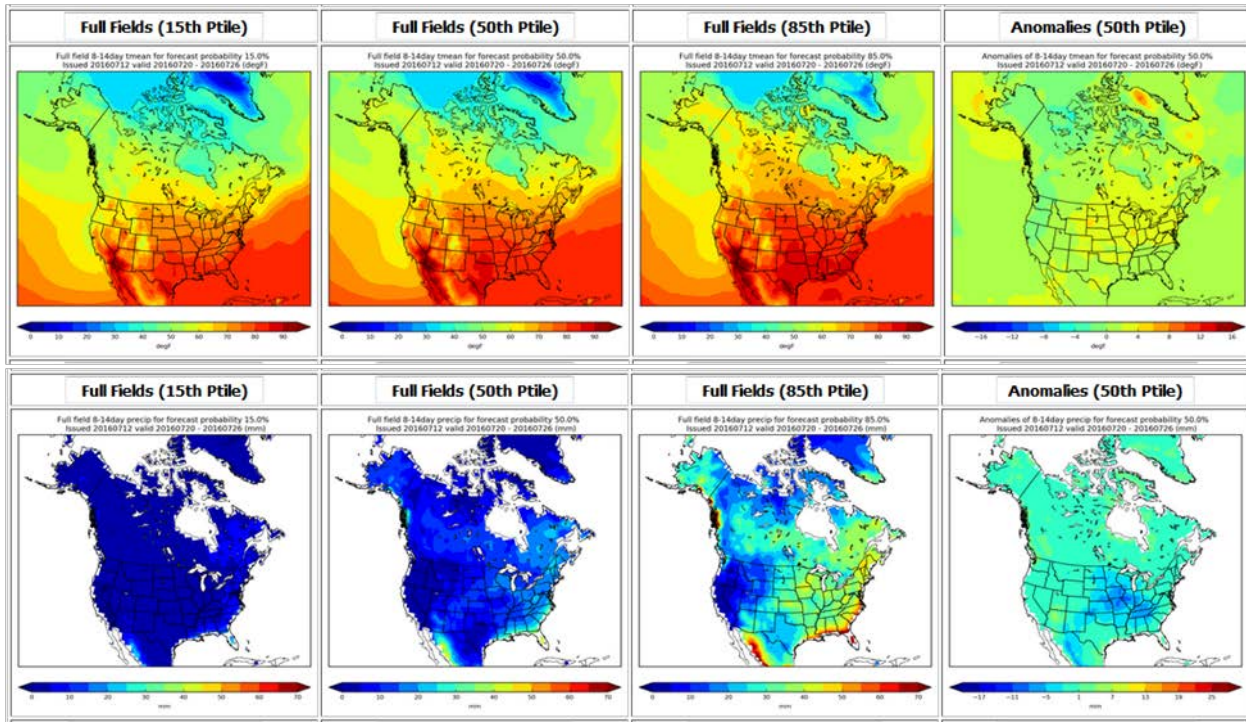 Full Fields (15th Ptile)
Full Fields (50th Ptile)
Full Fields (85th Ptile)
Anomalies (50th Ptile)
Full field 8-14day tmean for forecast probability 15.0%
Issued 20160712 valid 20160720 - 20160726 (degF)
Full field 8-14day tmean for forecast probability 50.0%
Issued 20160712 valid 20160720 - 20160726 (degF)
Full field 8-14day tmean for forecast probability 85.0%
Issued 20160712 valid 20160720 - 20160726 (degF)
Anomalies of 8-14day tmean for forecast probability 50.0%
Issued 20160712 valid 20160720 - 20160726 (degF)
0 10 20 30 40 50 60 70 80 90
degF
0 10 20 30 40 50 60 70 80 90
degF
0 10 20 30 40 50 60 70 80 90
degF
−16 −12 −8 −4 0 4 8 12 16
degF
Full Fields (15th Ptile)
Full Fields (50th Ptile)
Full Fields (85th Ptile)
Anomalies (50th Ptile)
Full field 8-14day precip for forecast probability 15.0%
Issued 20160712 valid 20160720 - 20160726 (mm)
Full field 8-14day precip for forecast probability 50.0%
Issued 20160712 valid 20160720 - 20160726 (mm)
Full field 8-14day precip for forecast probability 85.0%
Issued 20160712 valid 20160720 - 20160726 (mm)
Anomalies of 8-14day precip for forecast probability 50.0%
Issued 20160712 valid 20160720 - 20160726 (mm)
0 10 20 30 40 50 60 70
mm
0 10 20 30 40 50 60 70
mm
0 10 20 30 40 50 60 70
mm
−17 −11 −5 1 7 13 19 25
mm